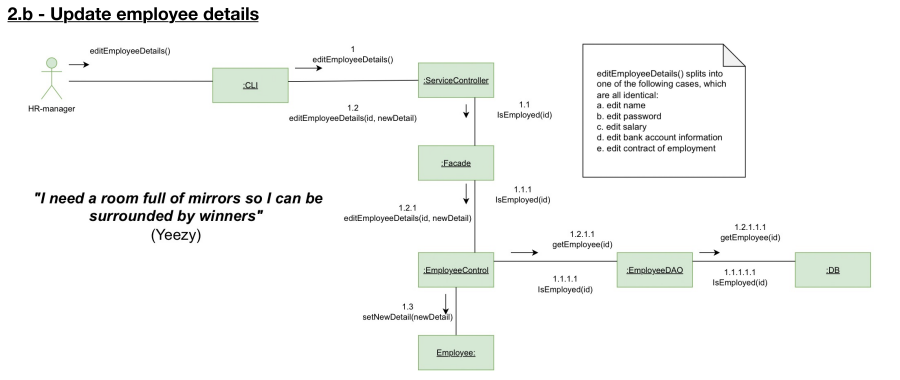 2.b - Update employee details
editEmployeeDetails()
HR-manager
:CLI
1
editEmployeeDetails()
:ServiceController
1.2
editEmployeeDetails(id, newDetail)
1.1
IsEmployed(id)
:Facade
1.2.1
editEmployeeDetails(id, newDetail)
1.1.1
IsEmployed(id)
:EmployeeControl
1.2.1.1
getEmployee(id)
1.1.1.1
IsEmployed(id)
:EmployeeDAO
1.2.1.1.1
getEmployee(id)
1.1.1.1.1
IsEmployed(id)
:DB
1.3
setNewDetail(newDetail)
Employee:
editEmployeeDetails() splits into
one of the following cases, which
are all identical:
a. edit name
b. edit password
c. edit salary
d. edit bank account information
e. edit contract of employment
"I need a room full of mirrors so I can be
surrounded by winners"
(Yeezy)